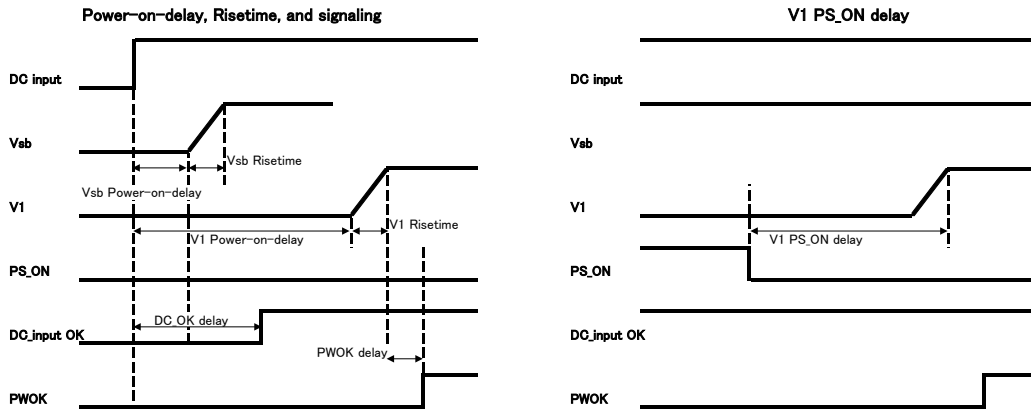 Power-on-delay, Risetime, and signaling
DC input
Vsb
Vsb Risetime
Vsb Power-on-delay
V1
V1 Risetime
V1 Power-on-delay
PS_ON
DC_OK delay
DC_input OK
PWOK delay
PWOK
V1 PS_ON delay
DC input
Vsb
V1
V1 PS_ON delay
PS_ON
DC_input OK
PWOK